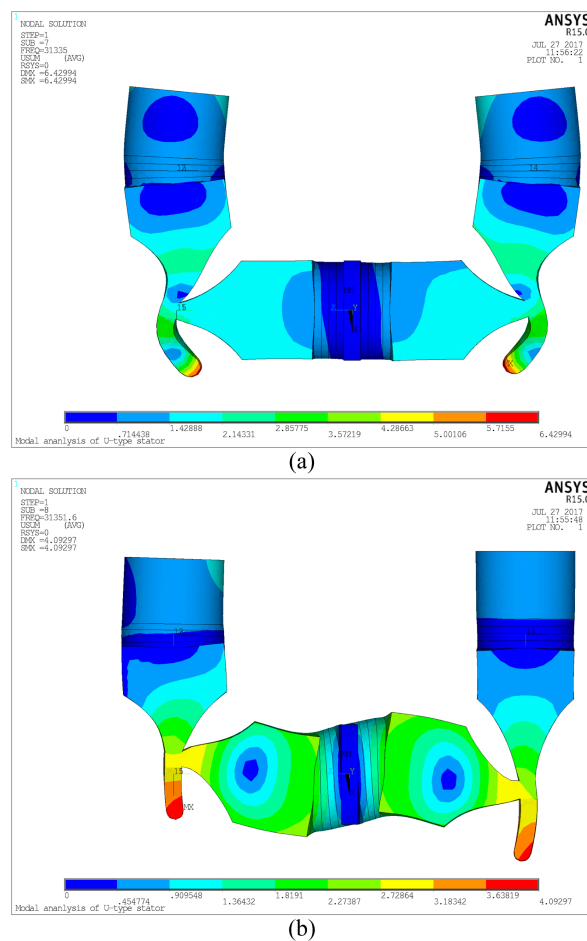 1
NODAL SOLUTION
STEP=1
SUB =7
FREQ=31335
USUM (AVG)
RSYS=0
DMX =6.42994
SMX =6.42994
ANSYS
R15.0
JUL 27 2017
11:56:22
PLOT NO. 1
14
15
X Y
0 .714438 1.42888 2.14331 2.85775 3.57219 4.28663 5.00106 5.7155 6.42994
Modal ananlysis of U-type stator
(a)
1
NODAL SOLUTION
STEP=1
SUB =8
FREQ=31351.6
USUM (AVG)
RSYS=0
DMX =4.09297
SMX =4.09297
ANSYS
R15.0
JUL 27 2017
11:55:48
PLOT NO. 1
15 MX
Y
0 .454774 .909548 1.36432 1.8191 2.27387 2.72864 3.18342 3.63819 4.09297
Modal ananlysis of U-type stator
(b)